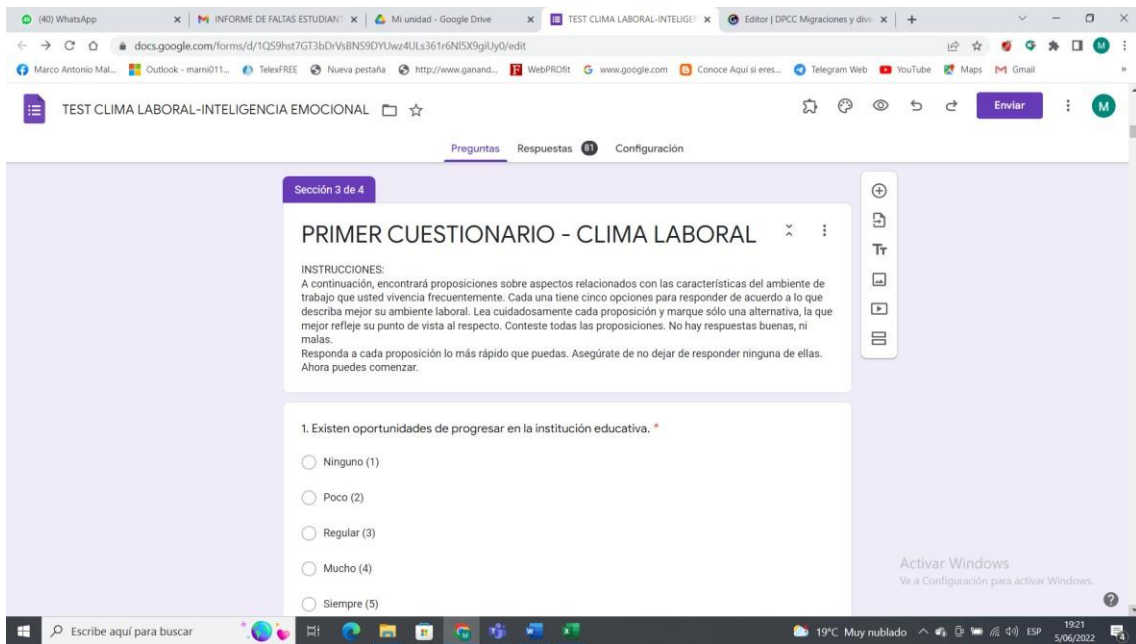 (40) WhatsApp
INFORME DE FALTAS ESTUDIANT
Mi unidad - Google Drive
TEST CLIMA LABORAL-INTELIGEN
Editor | DPCC Migraciones y dive
docs.google.com/forms/d/1QS9hst7GT3bDrVsBNS9DYUwz4ULs361r6Nl5X9giUy0/edit
Marco Antonio Mal...
Outlook - marni011...
TelexFREE
Nueva pestaña
http://www.ganand...
WebPROfit
www.google.com
Conoce Aquí si eres...
Telegram Web
YouTube
Maps
Gmail
TEST CLIMA LABORAL-INTELIGENCIA EMOCIONAL
Enviar
M
Preguntas Respuestas 81 Configuración
Sección 3 de 4
PRIMER CUESTIONARIO - CLIMA LABORAL
INSTRUCCIONES:
A continuación, encontrará proposiciones sobre aspectos relacionados con las características del ambiente de
trabajo que usted vivencia frecuentemente. Cada una tiene cinco opciones para responder de acuerdo a lo que
describa mejor su ambiente laboral. Lea cuidadosamente cada proposición y marque sólo una alternativa, la que
mejor refleje su punto de vista al respecto. Conteste todas las proposiciones. No hay respuestas buenas, ni
malas.
Responda a cada proposición lo más rápido que puedas. Asegúrate de no dejar de responder ninguna de ellas.
Ahora puedes comenzar.
1. Existen oportunidades de progresar en la institución educativa. *
Ninguno (1)
Poco (2)
Regular (3)
Mucho (4)
Siempre (5)
Activar Windows
Ve a Configuración para activar Windows.
Escribe aquí para buscar
19°C Muy nublado
ESP
19:21
5/06/2022